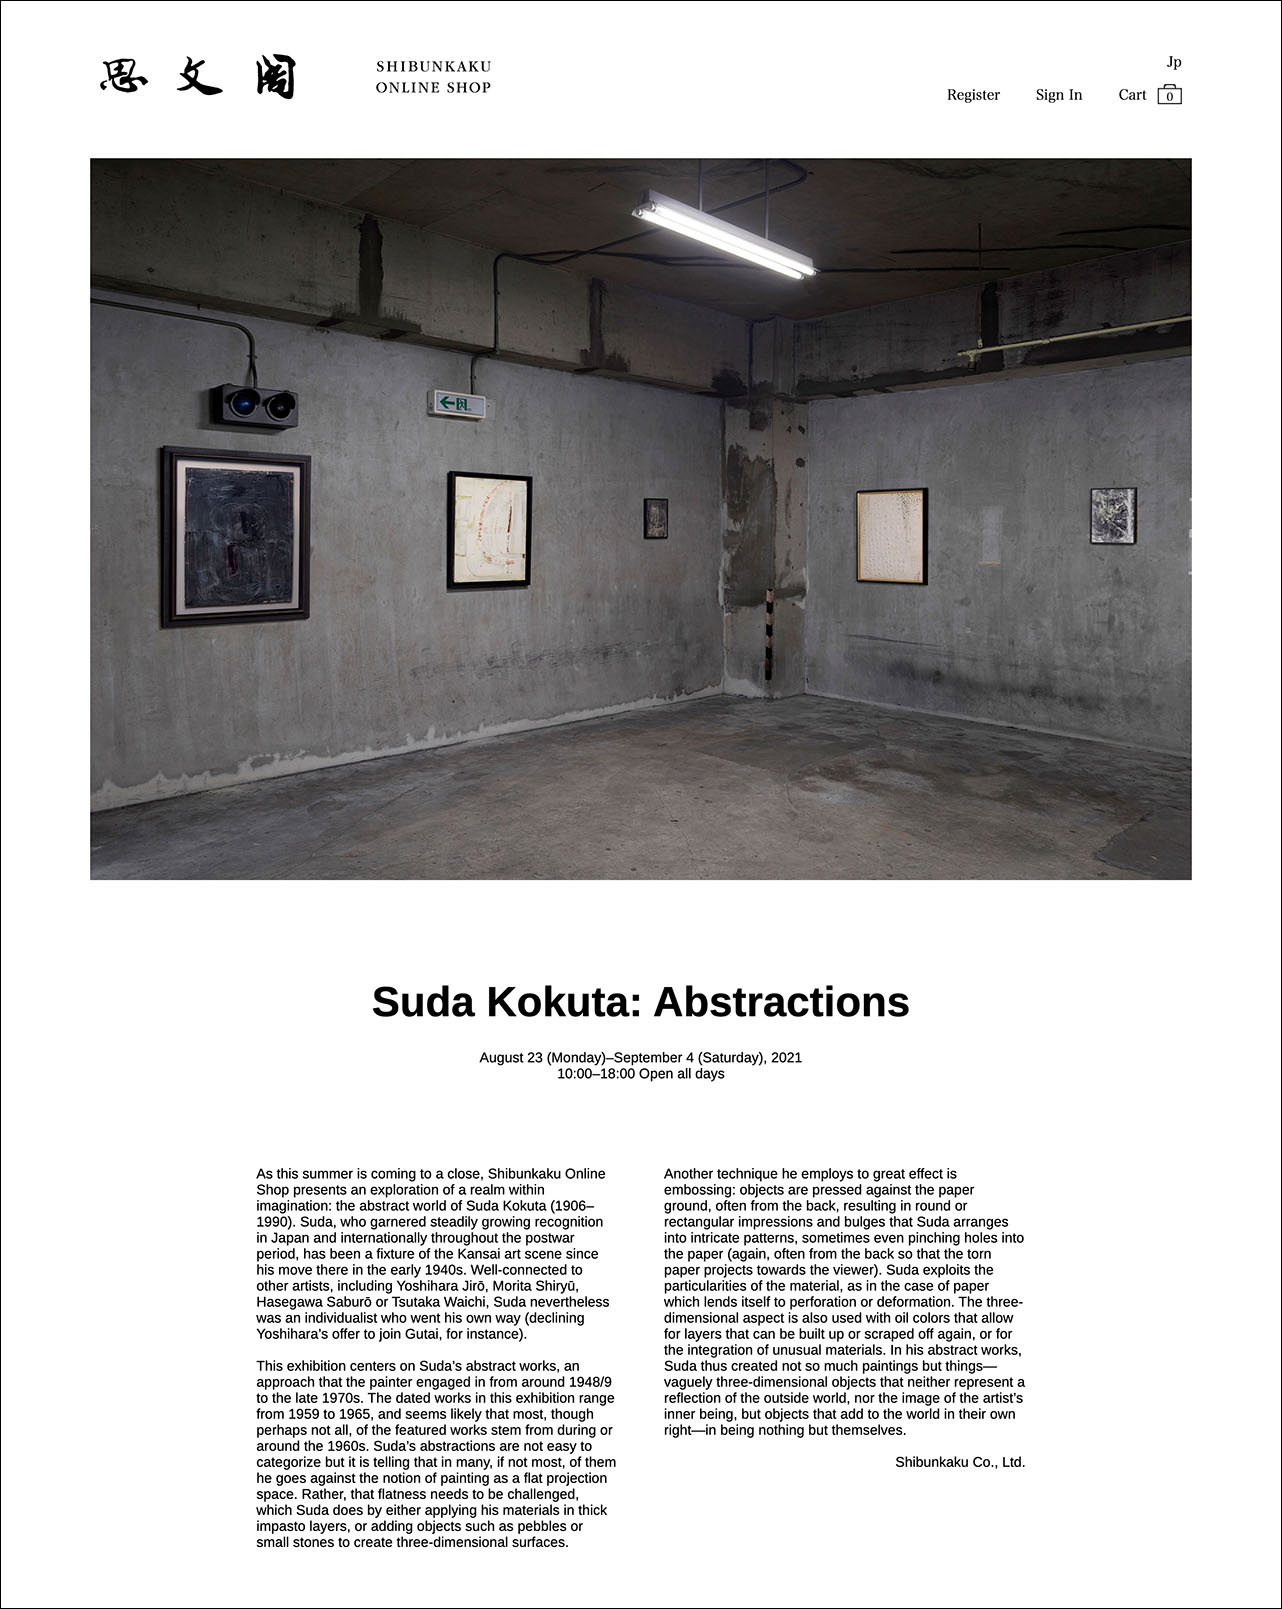 思文閣
SHIBUNKAKU
ONLINE SHOP
Jp
Register Sign In Cart 0
Suda Kokuta: Abstractions
August 23 (Monday)–September 4 (Saturday), 2021
10:00–18:00 Open all days
As this summer is coming to a close, Shibunkaku Online
Shop presents an exploration of a realm within
imagination: the abstract world of Suda Kokuta (1906–
1990). Suda, who garnered steadily growing recognition
in Japan and internationally throughout the postwar
period, has been a fixture of the Kansai art scene since
his move there in the early 1940s. Well-connected to
other artists, including Yoshihara Jirō, Morita Shiryū,
Hasegawa Saburō or Tsutaka Waichi, Suda nevertheless
was an individualist who went his own way (declining
Yoshihara’s offer to join Gutai, for instance).
This exhibition centers on Suda’s abstract works, an
approach that the painter engaged in from around 1948/9
to the late 1970s. The dated works in this exhibition range
from 1959 to 1965, and seems likely that most, though
perhaps not all, of the featured works stem from during or
around the 1960s. Suda’s abstractions are not easy to
categorize but it is telling that in many, if not most, of them
he goes against the notion of painting as a flat projection
space. Rather, that flatness needs to be challenged,
which Suda does by either applying his materials in thick
impasto layers, or adding objects such as pebbles or
small stones to create three-dimensional surfaces.
Another technique he employs to great effect is
embossing: objects are pressed against the paper
ground, often from the back, resulting in round or
rectangular impressions and bulges that Suda arranges
into intricate patterns, sometimes even pinching holes into
the paper (again, often from the back so that the torn
paper projects towards the viewer). Suda exploits the
particularities of the material, as in the case of paper
which lends itself to perforation or deformation. The three-
dimensional aspect is also used with oil colors that allow
for layers that can be built up or scraped off again, or for
the integration of unusual materials. In his abstract works,
Suda thus created not so much paintings but things—
vaguely three-dimensional objects that neither represent a
reflection of the outside world, nor the image of the artist’s
inner being, but objects that add to the world in their own
right—in being nothing but themselves.
Shibunkaku Co., Ltd.